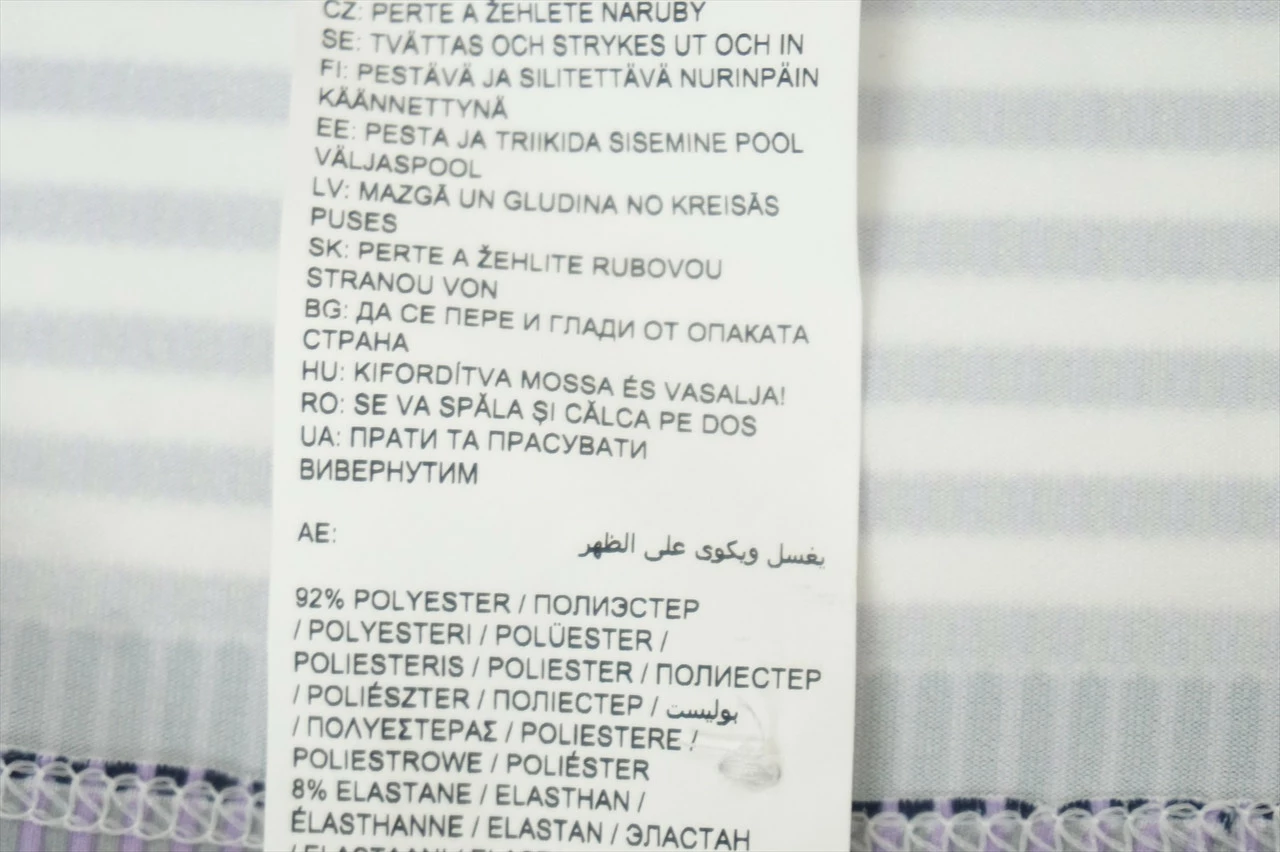 CZ: PERTE A ŽEHLETE NARUBY
SE: TVÄTTAS OCH STRYKES UT OCH IN
FI: PESTÄVÄ JA SILITETTÄVÄ NURINPÄIN
KÄÄNNETTYNÄ
EE: PESTA JA TRIIKIDA SISEMINE POOL
VÄLJASPOOL
LV: MAZGĀ UN GLUDINA NO KREISĀS
PUSES
SK: PERTE A ŽEHLITE RUBOVOU
STRANOU VON
BG: ДА СЕ ПЕРЕ И ГЛАДИ ОТ ОПАКАТА
СТРАНА
HU: KIFORDÍTVA MOSSA ÉS VASALJA!
RO: SE VA SPĂLA ȘI CĂLCA PE DOS
UA: ПРАТИ ТА ПРАСУВАТИ
ВИВЕРНУТИМ
AE: يغسل ويكوى على الظهر
92% POLYESTER / ПОЛИЭСТЕР
/ POLYESTERI / POLÜESTER /
POLIESTERIS / POLIESTER / ПОЛИЕСТЕР
/ POLIÉSZTER / ПОЛІЕСТЕР / بوليست
/ ΠΟΛΥΕΣΤΕΡΑΣ / POLIESTERE /
POLIESTROWE / POLIÉSTER
8% ELASTANE / ELASTHAN /
ÉLASTHANNE / ELASTAN / ЭЛАСТАН